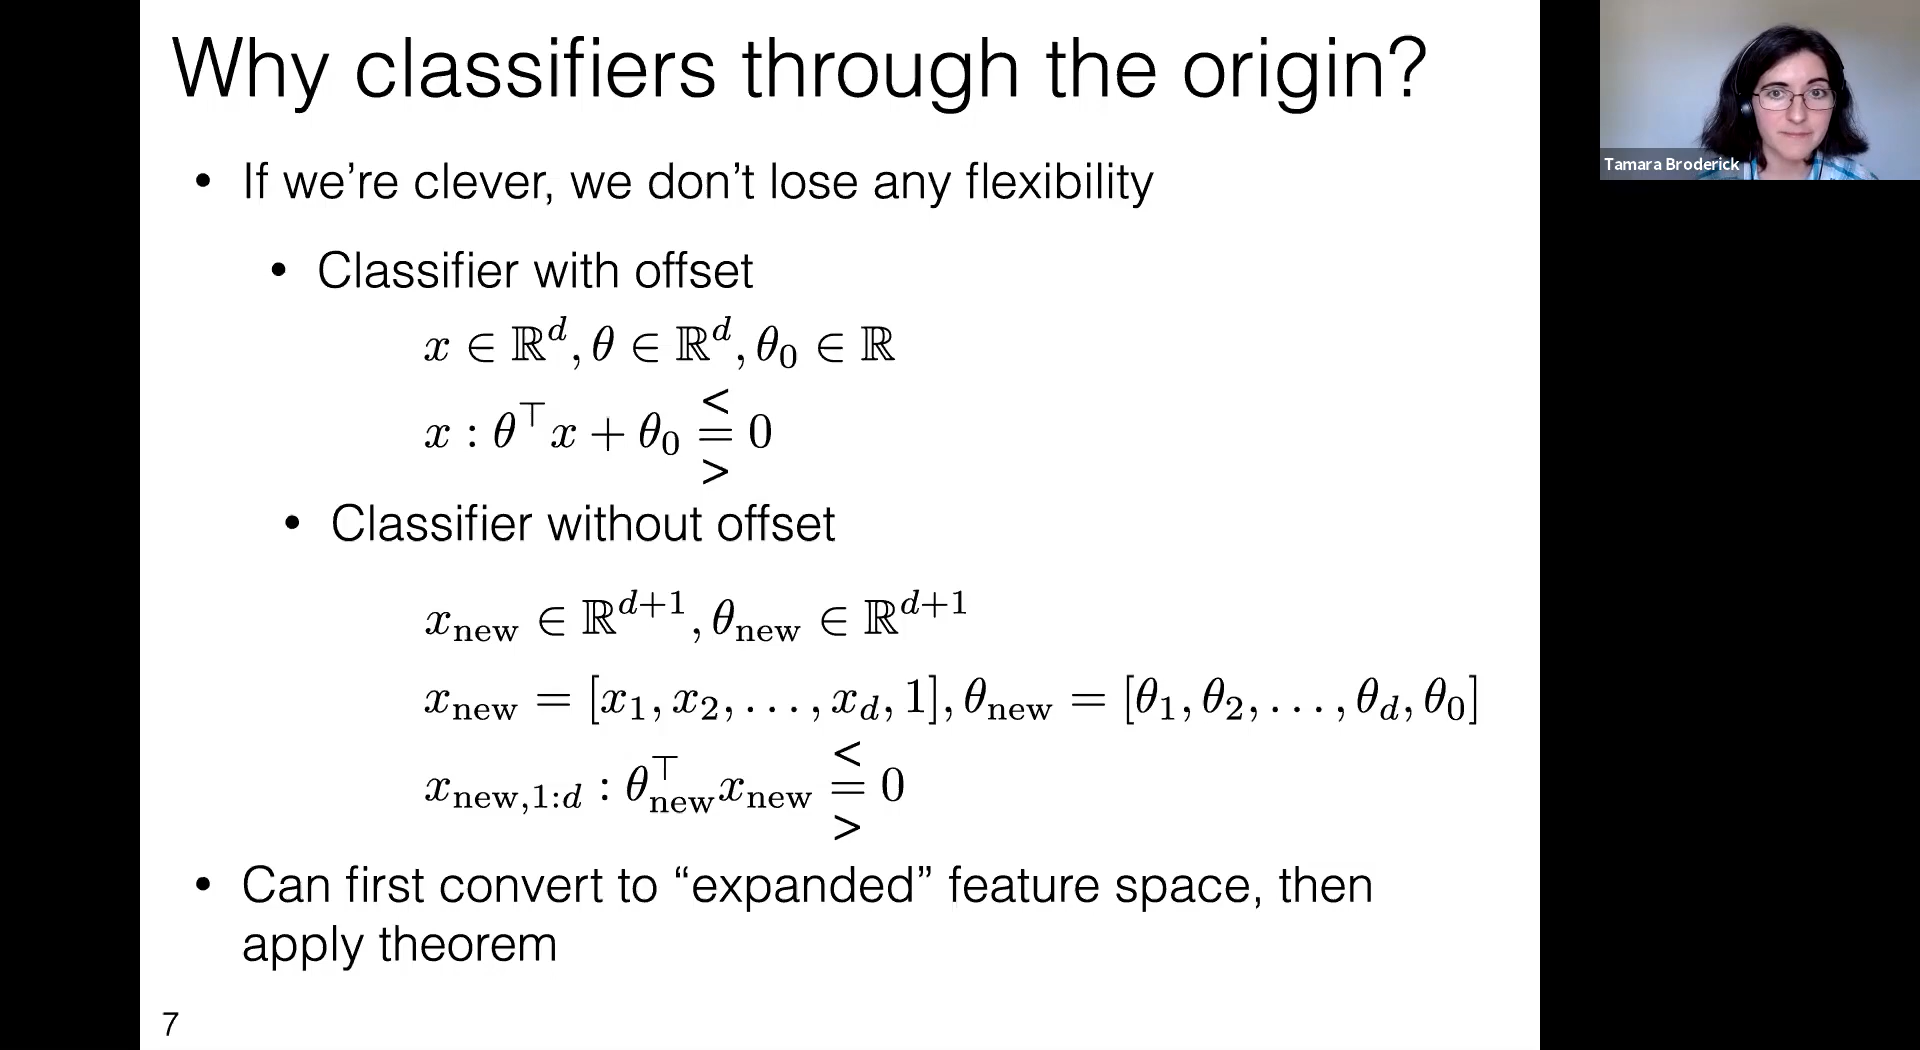 Why classifiers through the origin?
Tamara Broderick
• If we’re clever, we don’t lose any flexibility
• Classifier with offset
x ∈ ℝ^d, θ ∈ ℝ^d, θ_0 ∈ ℝ
x : θ^⊤ x + θ_0 <=> 0
• Classifier without offset
x_new ∈ ℝ^{d+1}, θ_new ∈ ℝ^{d+1}
x_new = [x_1, x_2, . . . , x_d, 1], θ_new = [θ_1, θ_2, . . . , θ_d, θ_0]
x_{new,1:d} : θ_new^⊤ x_new <=> 0
• Can first convert to “expanded” feature space, then
apply theorem
7